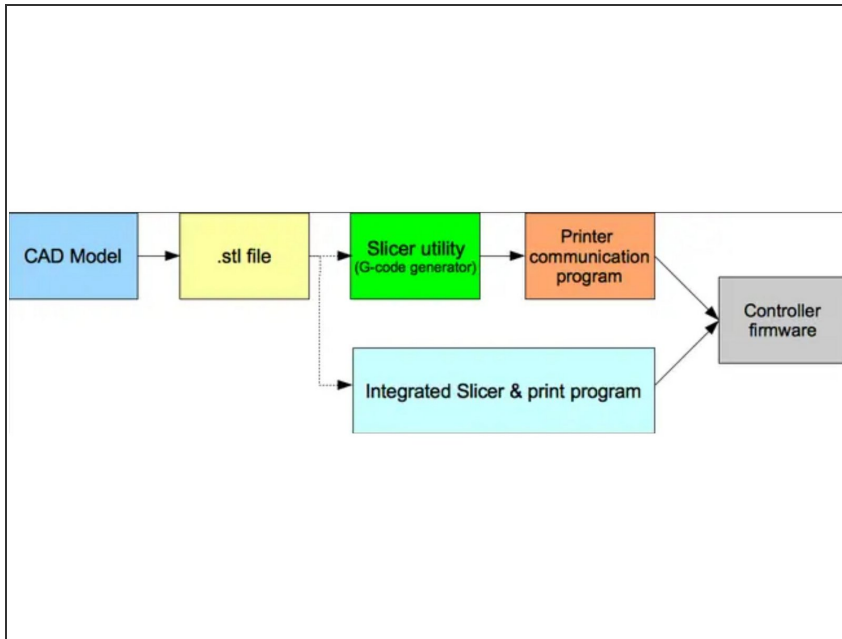 CAD Model
.stl file
Slicer utility
(G-code generator)
Printer
communication
program
Controller
firmware
Integrated Slicer & print program